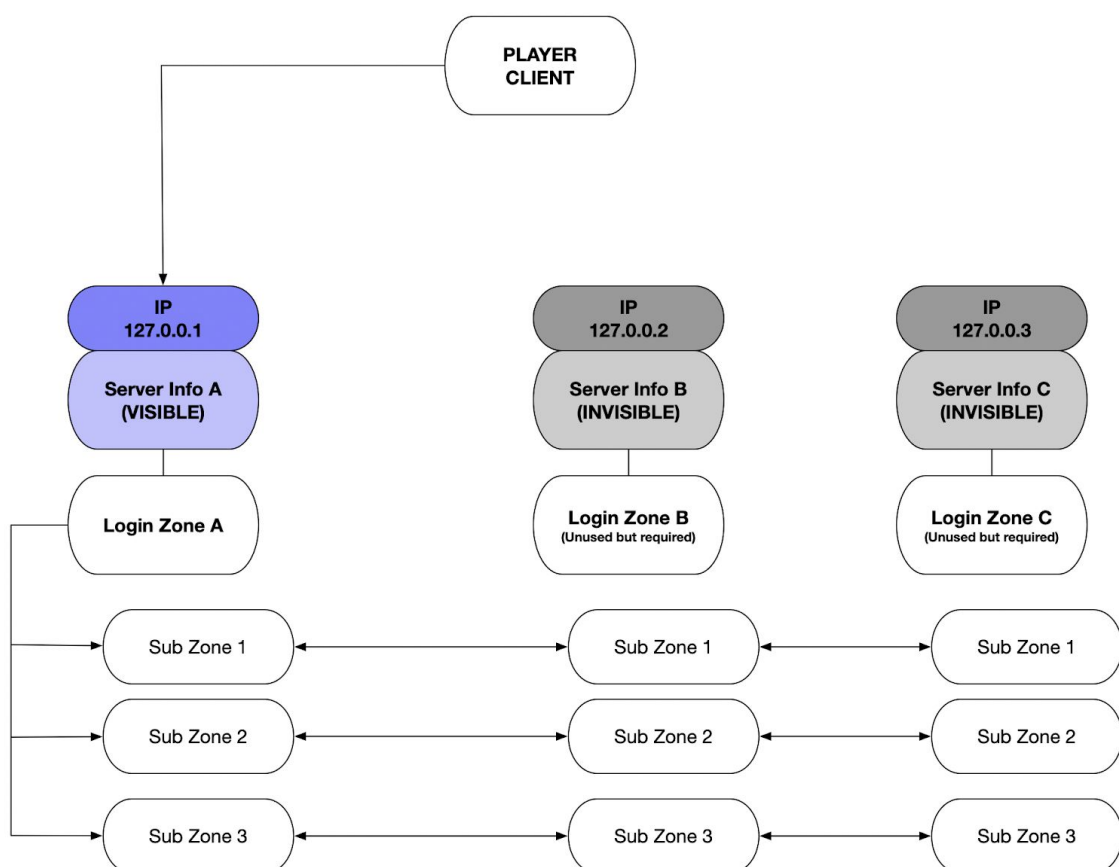 PLAYER
CLIENT
IP
127.0.0.1
IP
127.0.0.2
IP
127.0.0.3
Server Info A
(VISIBLE)
Server Info B
(INVISIBLE)
Server Info C
(INVISIBLE)
Login Zone A
Login Zone B
(Unused but required)
Login Zone C
(Unused but required)
Sub Zone 1
Sub Zone 1
Sub Zone 1
Sub Zone 2
Sub Zone 2
Sub Zone 2
Sub Zone 3
Sub Zone 3
Sub Zone 3